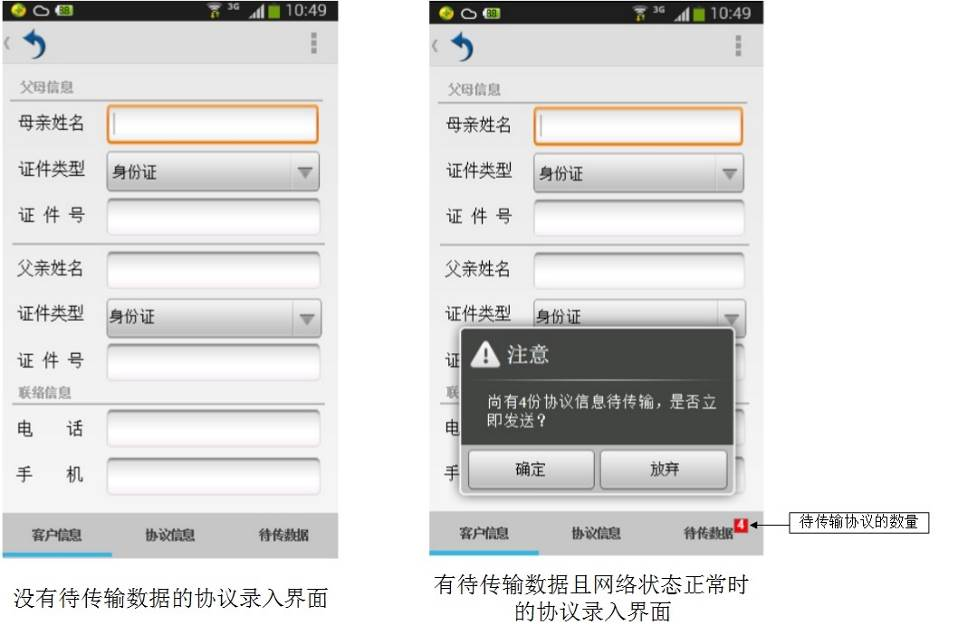 3G 10:49
父母信息
母亲姓名
证件类型 身份证
证 件 号
父亲姓名
证件类型 身份证
证 件 号
联络信息
电 话
手 机
客户信息 协议信息 待传数据
没有待传输数据的协议录入界面
3G 10:49
父母信息
母亲姓名
证件类型 身份证
证 件 号
父亲姓名
证件类型 身份证
证
联
电
手
注意
尚有4份协议信息待传输，是否立
即发送？
确定 放弃
客户信息 协议信息 待传数据 4
待传输协议的数量
有待传输数据且网络状态正常时
的协议录入界面